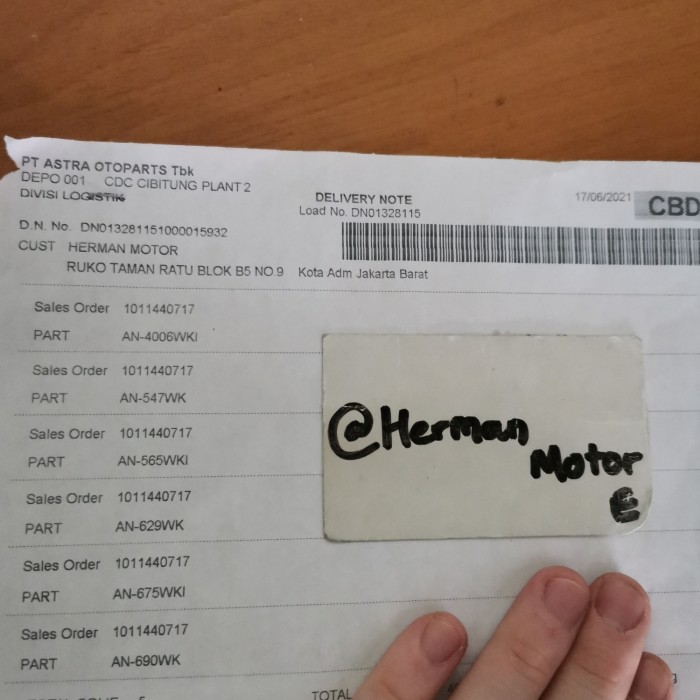 PT ASTRA OTOPARTS Tbk
DEPO 001 CDC CIBITUNG PLANT 2
DIVISI LOGISTIK
DELIVERY NOTE
Load No. DN01328115
17/06/2021 CBD
D.N. No. DN013281151000015932
CUST HERMAN MOTOR
RUKO TAMAN RATU BLOK B5 NO.9 Kota Adm Jakarta Barat
Sales Order 1011440717
PART AN-4006WKI
Sales Order 1011440717
PART AN-547WK
Sales Order 1011440717
PART AN-565WKI
Sales Order 1011440717
PART AN-629WK
Sales Order 1011440717
PART AN-675WKI
Sales Order 1011440717
PART AN-690WK
TOTAL
@Herman
Motor
E